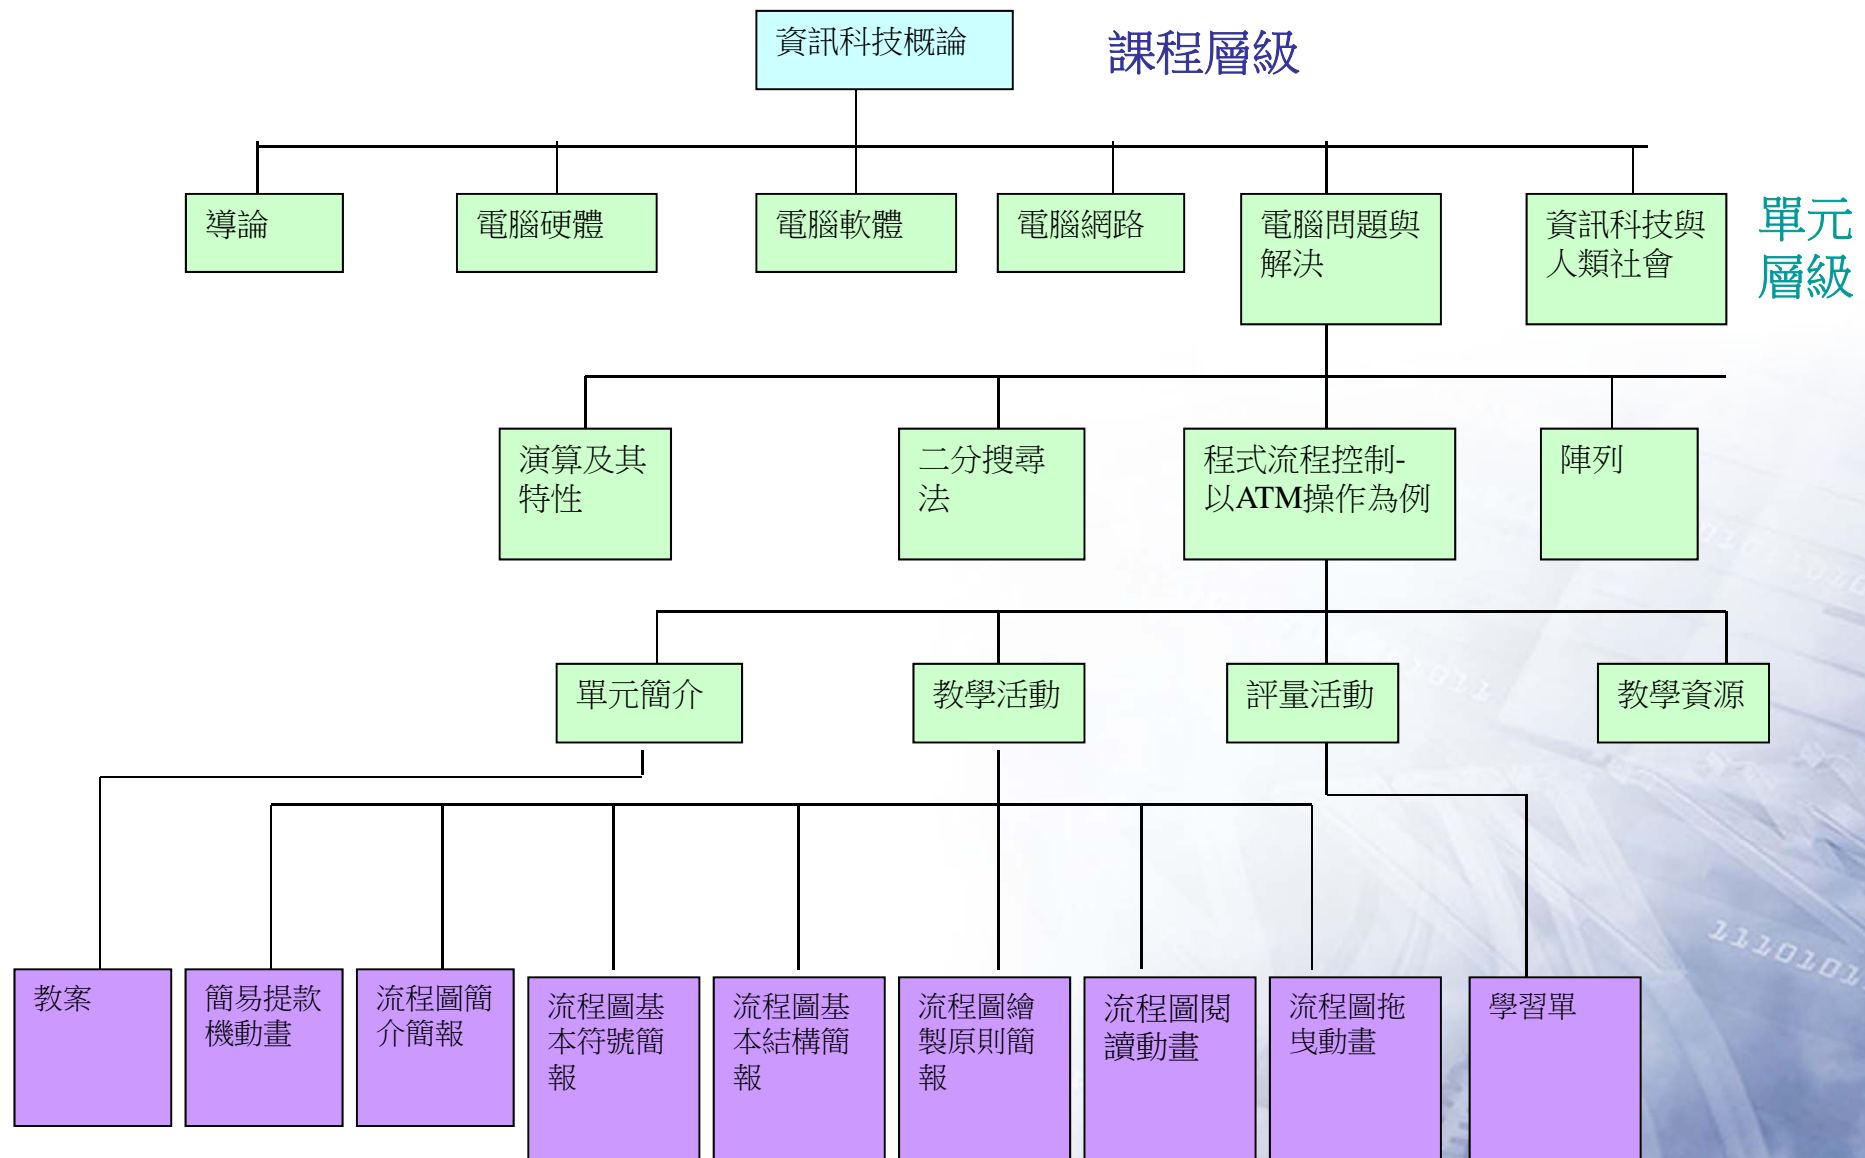 資訊科技概論
課程層級
導論
電腦硬體
電腦軟體
電腦網路
電腦問題與
解決
資訊科技與
人類社會
單元
層級
演算及其
特性
二分搜尋
法
程式流程控制-
以ATM操作為例
陣列
單元簡介
教學活動
評量活動
教學資源
教案
簡易提款
機動畫
流程圖簡
介簡報
流程圖基
本符號簡
報
流程圖基
本結構簡
報
流程圖繪
製原則簡
報
流程圖閱
讀動畫
流程圖拖
曳動畫
學習單